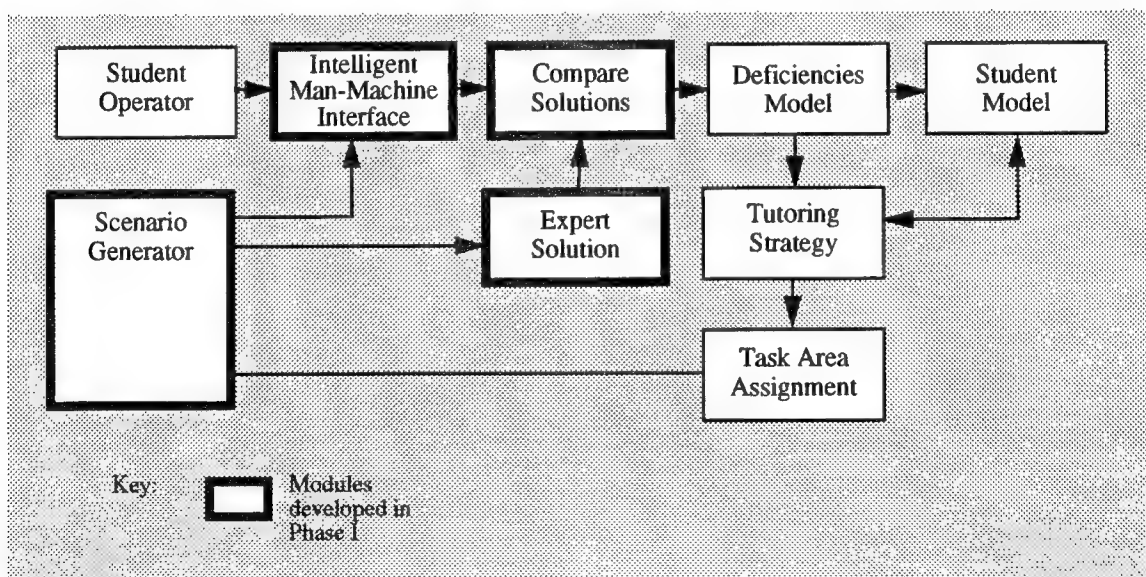 Student
Operator
Intelligent
Man-Machine
Interface
Compare
Solutions
Deficiencies
Model
Student
Model
Scenario
Generator
Expert
Solution
Tutoring
Strategy
Task Area
Assignment
Key:
Modules
developed in
Phase I